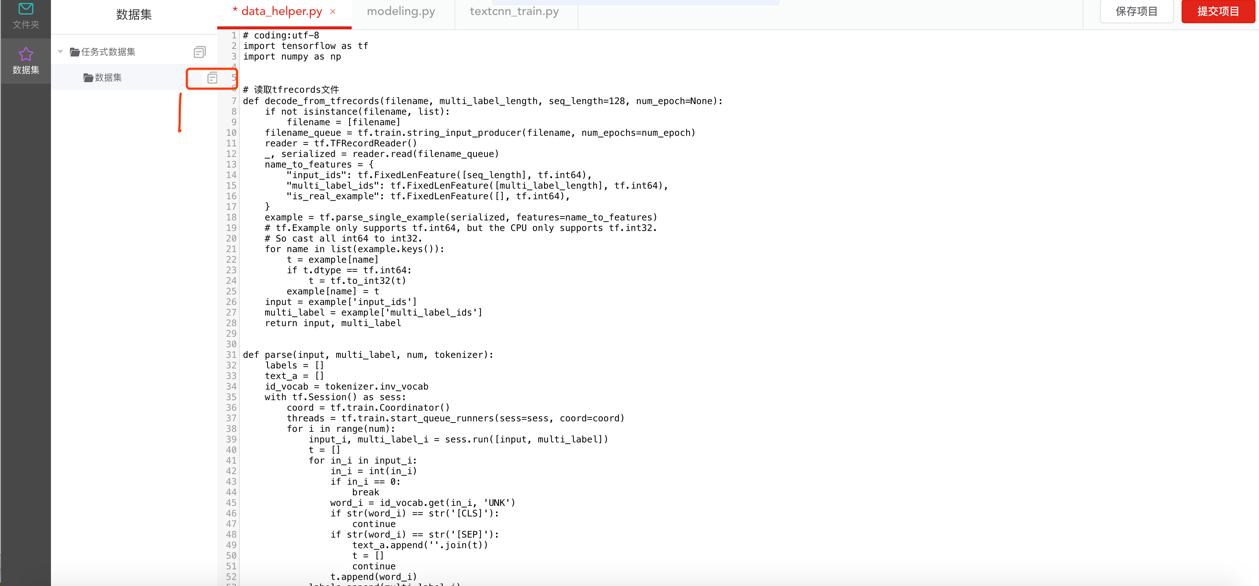 文件夹
数据集
数据集
任务式数据集
数据集
* data_helper.py ×
modeling.py
textcnn_train.py
保存项目
提交项目
1 # coding:utf-8
2 import tensorflow as tf
3 import numpy as np
4
5
6 # 读取tfrecords文件
7 def decode_from_tfrecords(filename, multi_label_length, seq_length=128, num_epoch=None):
8     if not isinstance(filename, list):
9         filename = [filename]
10     filename_queue = tf.train.string_input_producer(filename, num_epochs=num_epoch)
11     reader = tf.TFRecordReader()
12     _, serialized = reader.read(filename_queue)
13     name_to_features = {
14         "input_ids": tf.FixedLenFeature([seq_length], tf.int64),
15         "multi_label_ids": tf.FixedLenFeature([multi_label_length], tf.int64),
16         "is_real_example": tf.FixedLenFeature([], tf.int64),
17     }
18     example = tf.parse_single_example(serialized, features=name_to_features)
19     # tf.Example only supports tf.int64, but the CPU only supports tf.int32.
20     # So cast all int64 to int32.
21     for name in list(example.keys()):
22         t = example[name]
23         if t.dtype == tf.int64:
24             t = tf.to_int32(t)
25         example[name] = t
26     input = example['input_ids']
27     multi_label = example['multi_label_ids']
28     return input, multi_label
29
30
31 def parse(input, multi_label, num, tokenizer):
32     labels = []
33     text_a = []
34     id_vocab = tokenizer.inv_vocab
35     with tf.Session() as sess:
36         coord = tf.train.Coordinator()
37         threads = tf.train.start_queue_runners(sess=sess, coord=coord)
38         for i in range(num):
39             input_i, multi_label_i = sess.run([input, multi_label])
40             t = []
41             for in_i in input_i:
42                 in_i = int(in_i)
43                 if in_i == 0:
44                     break
45                 word_i = id_vocab.get(in_i, 'UNK')
46                 if str(word_i) == str('[CLS]'):
47                     continue
48                 if str(word_i) == str('[SEP]'):
49                     text_a.append(''.join(t))
50                     t = []
51                     continue
52                 t.append(word_i)